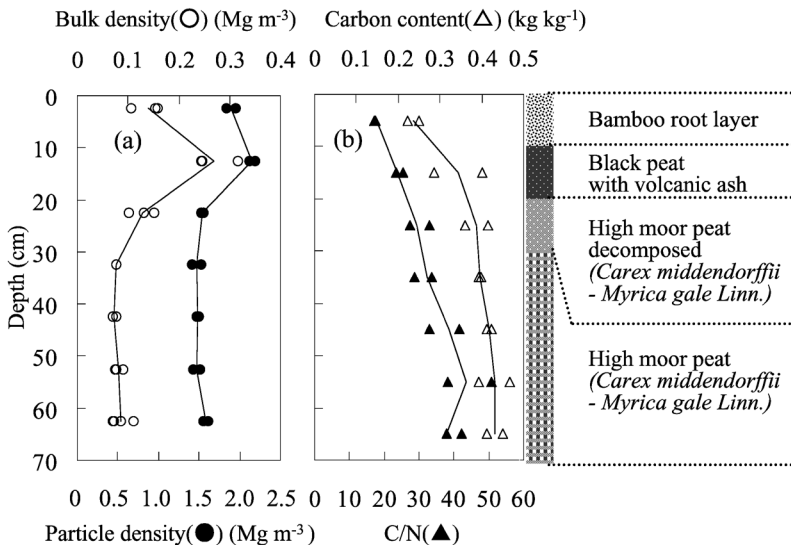 Bulk density(○) (Mg m⁻³)
Carbon content(△) (kg kg⁻¹)
0 0.1 0.2 0.3 0.4
0 0.1 0.2 0.3 0.4 0.5
Depth (cm)
0
10
20
30
40
50
60
70
(a)
(b)
Bamboo root layer
Black peat
with volcanic ash
High moor peat
decomposed
(Carex middendorffii
- Myrica gale Linn.)
High moor peat
(Carex middendorffii
- Myrica gale Linn.)
0 0.5 1.0 1.5 2.0 2.5
0 10 20 30 40 50 60
Particle density(●) (Mg m⁻³)
C/N(▲)